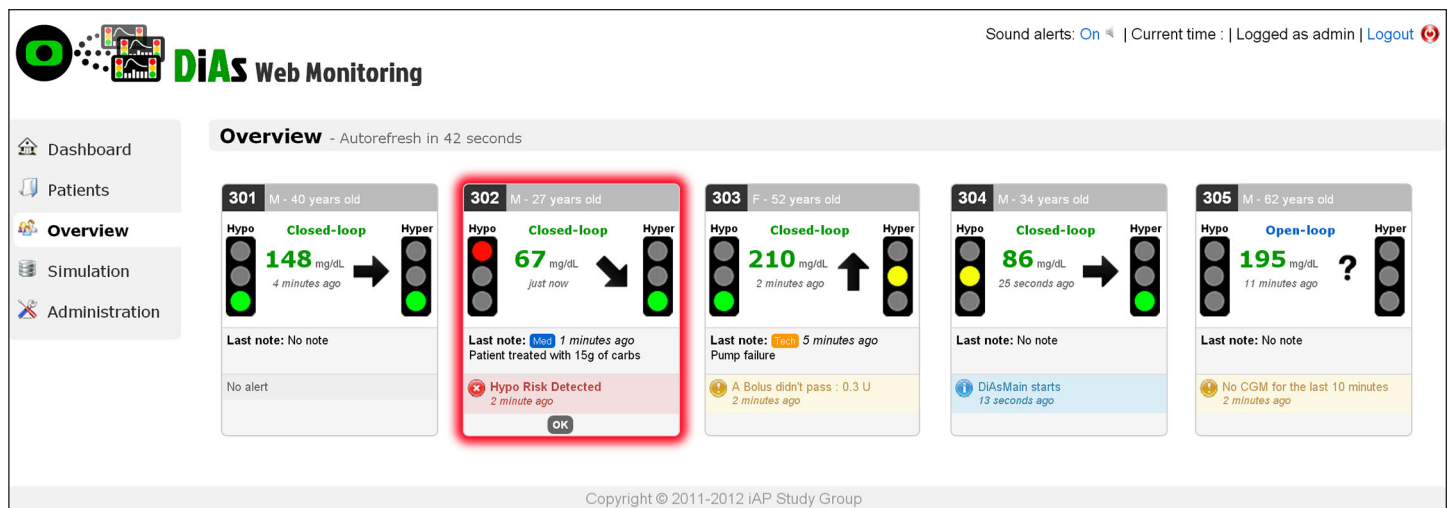 Sound alerts: On | Current time : | Logged as admin | Logout
DiAs Web Monitoring
Dashboard
Patients
Overview
Simulation
Administration
Overview - Autorefresh in 42 seconds
301 M - 40 years old
Hypo Closed-loop Hyper
148 mg/dL
4 minutes ago
Last note: No note
No alert
302 M - 27 years old
Hypo Closed-loop Hyper
67 mg/dL
just now
Last note: Med 1 minutes ago
Patient treated with 15g of carbs
Hypo Risk Detected
2 minute ago
OK
303 F - 52 years old
Hypo Closed-loop Hyper
210 mg/dL
2 minutes ago
Last note: Tech 5 minutes ago
Pump failure
A Bolus didn't pass : 0.3 U
2 minutes ago
304 M - 34 years old
Hypo Closed-loop Hyper
86 mg/dL
25 seconds ago
Last note: No note
DiAsMain starts
13 seconds ago
305 M - 62 years old
Hypo Open-loop Hyper
195 mg/dL ?
11 minutes ago
Last note: No note
No CGM for the last 10 minutes
2 minutes ago
Copyright © 2011-2012 iAP Study Group